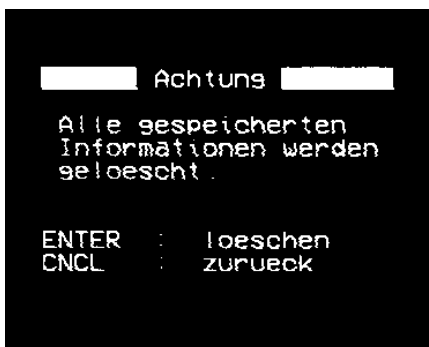 Achtung
Alle gespeicherten
Informationen werden
geloescht.
ENTER : loeschen
CNCL : zurueck